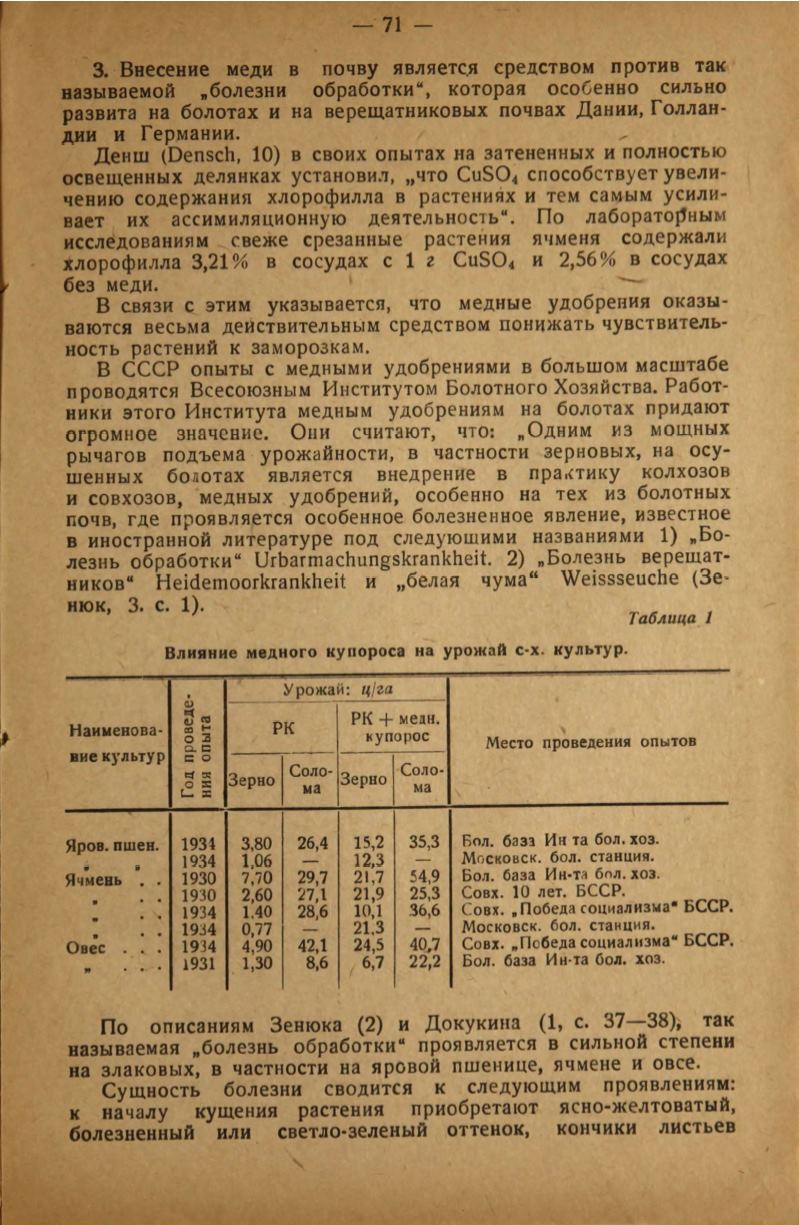 — 71 —
3. Внесение меди в почву является средством против так
называемой „болезни обработки“, которая особенно сильно
развита на болотах и на верещатниковых почвах Дании, Голлан-
дии и Германии.
Денш (Densch, 10) в своих опытах на затененных и полностью
освещенных делянках установил, „что CuSO₄ способствует увели-
чению содержания хлорофилла в растениях и тем самым усили-
вает их ассимиляционную деятельность“. По лабораторным
исследованиям свеже срезанные растения ячменя содержали
хлорофилла 3,21% в сосудах с 1 г CuSO₄ и 2,56% в сосудах
без меди.
В связи с этим указывается, что медные удобрения оказы-
ваются весьма действительным средством понижать чувствитель-
ность растений к заморозкам.
В СССР опыты с медными удобрениями в большом масштабе
проводятся Всесоюзным Институтом Болотного Хозяйства. Работ-
ники этого Института медным удобрениям на болотах придают
огромное значение. Они считают, что: „Одним из мощных
рычагов подъема урожайности, в частности зерновых, на осу-
шенных болотах является внедрение в практику колхозов
и совхозов, медных удобрений, особенно на тех из болотных
почв, где проявляется особенное болезненное явление, известное
в иностранной литературе под следующими названиями 1) „Бо-
лезнь обработки“ Urbarmachungskrankheit. 2) „Болезнь верещат-
ников“ Heidemoorkrankheit и „белая чума“ Weissseuche (Зе-
нюк, 3. с. 1).
Таблица 1
Влияние медного купороса на урожай с-х. культур.
Наименова-
вие культур
Год проведе-
ния опыта
Урожай: ц/га
РК
РК + медн.
купорос
Зерно
Соло-
ма
Зерно
Соло-
ма
Место проведения опытов
Яров. пшен. 1934 3,80 26,4 15,2 35,3 Бол. база Ин та бол. хоз.
„ „ 1934 1,06 — 12,3 — Московск. бол. станция.
Ячмень . . 1930 7,70 29,7 21,7 54,9 Бол. база Ин-та бол. хоз.
„ . . 1930 2,60 27,1 21,9 25,3 Совх. 10 лет. БССР.
„ . . 1934 1.40 28,6 10,1 36,6 Совх. „Победа социализма“ БССР.
„ . . 1934 0,77 — 21,3 — Московск. бол. станция.
Овес . . . 1934 4,90 42,1 24,5 40,7 Совх. „Победа социализма“ БССР.
„ . . . 1931 1,30 8,6 6,7 22,2 Бол. база Ин-та бол. хоз.
По описаниям Зенюка (2) и Докукина (1, с. 37—38), так
называемая „болезнь обработки“ проявляется в сильной степени
на злаковых, в частности на яровой пшенице, ячмене и овсе.
Сущность болезни сводится к следующим проявлениям:
к началу кущения растения приобретают ясно-желтоватый,
болезненный или светло-зеленый оттенок, кончики листьев